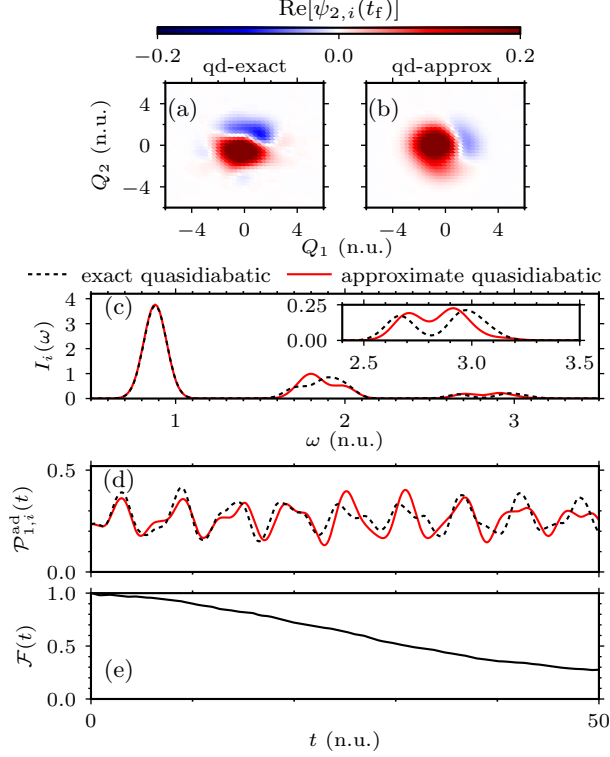 Re[ψ₂,ᵢ(t_f)]
−0.2 0.0 0.2
qd-exact qd-approx
(a) (b)
4
0
−4
Q₂ (n.u.)
−4 0 4 −4 0 4
Q₁ (n.u.)
exact quasidiabatic approximate quasidiabatic
(c)
4
3
2
1
0
I_i(ω)
0.25
0.00
2.5 3.0 3.5
1 2 3
ω (n.u.)
(d)
0.5
0.0
𝒫^ad_1,i(t)
1.0
0.5
0.0
ℱ(t)
(e)
0 50
t (n.u.)